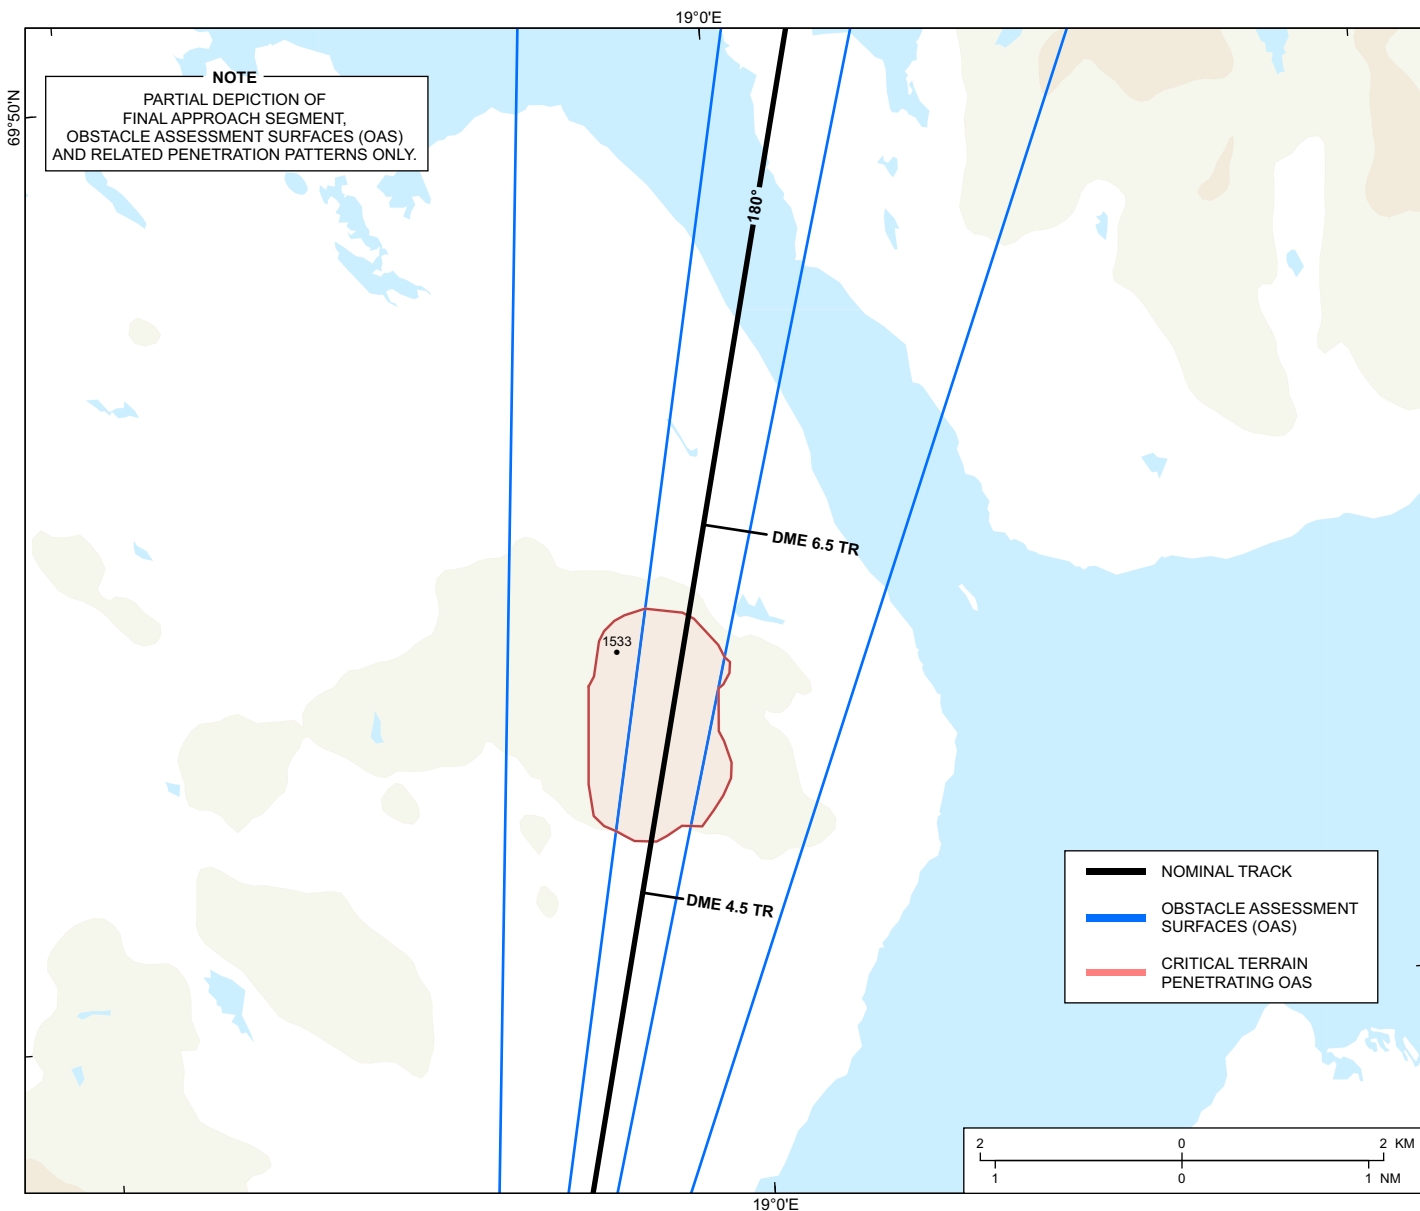 19°0'E
69°50'N
NOTE
PARTIAL DEPICTION OF
FINAL APPROACH SEGMENT,
OBSTACLE ASSESSMENT SURFACES (OAS)
AND RELATED PENETRATION PATTERNS ONLY.
180°
DME 6.5 TR
1533
DME 4.5 TR
NOMINAL TRACK
OBSTACLE ASSESSMENT
SURFACES (OAS)
CRITICAL TERRAIN
PENETRATING OAS
2 0 2 KM
1 0 1 NM
19°0'E